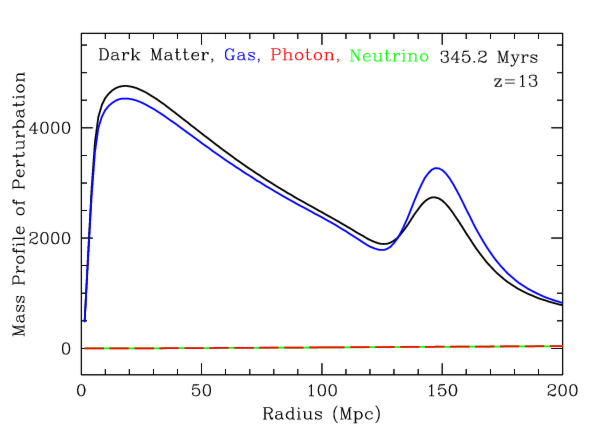 Dark Matter, Gas, Photon, Neutrino 345.2 Myrs
z=13
Mass Profile of Perturbation
4000
2000
0
0 50 100 150 200
Radius (Mpc)